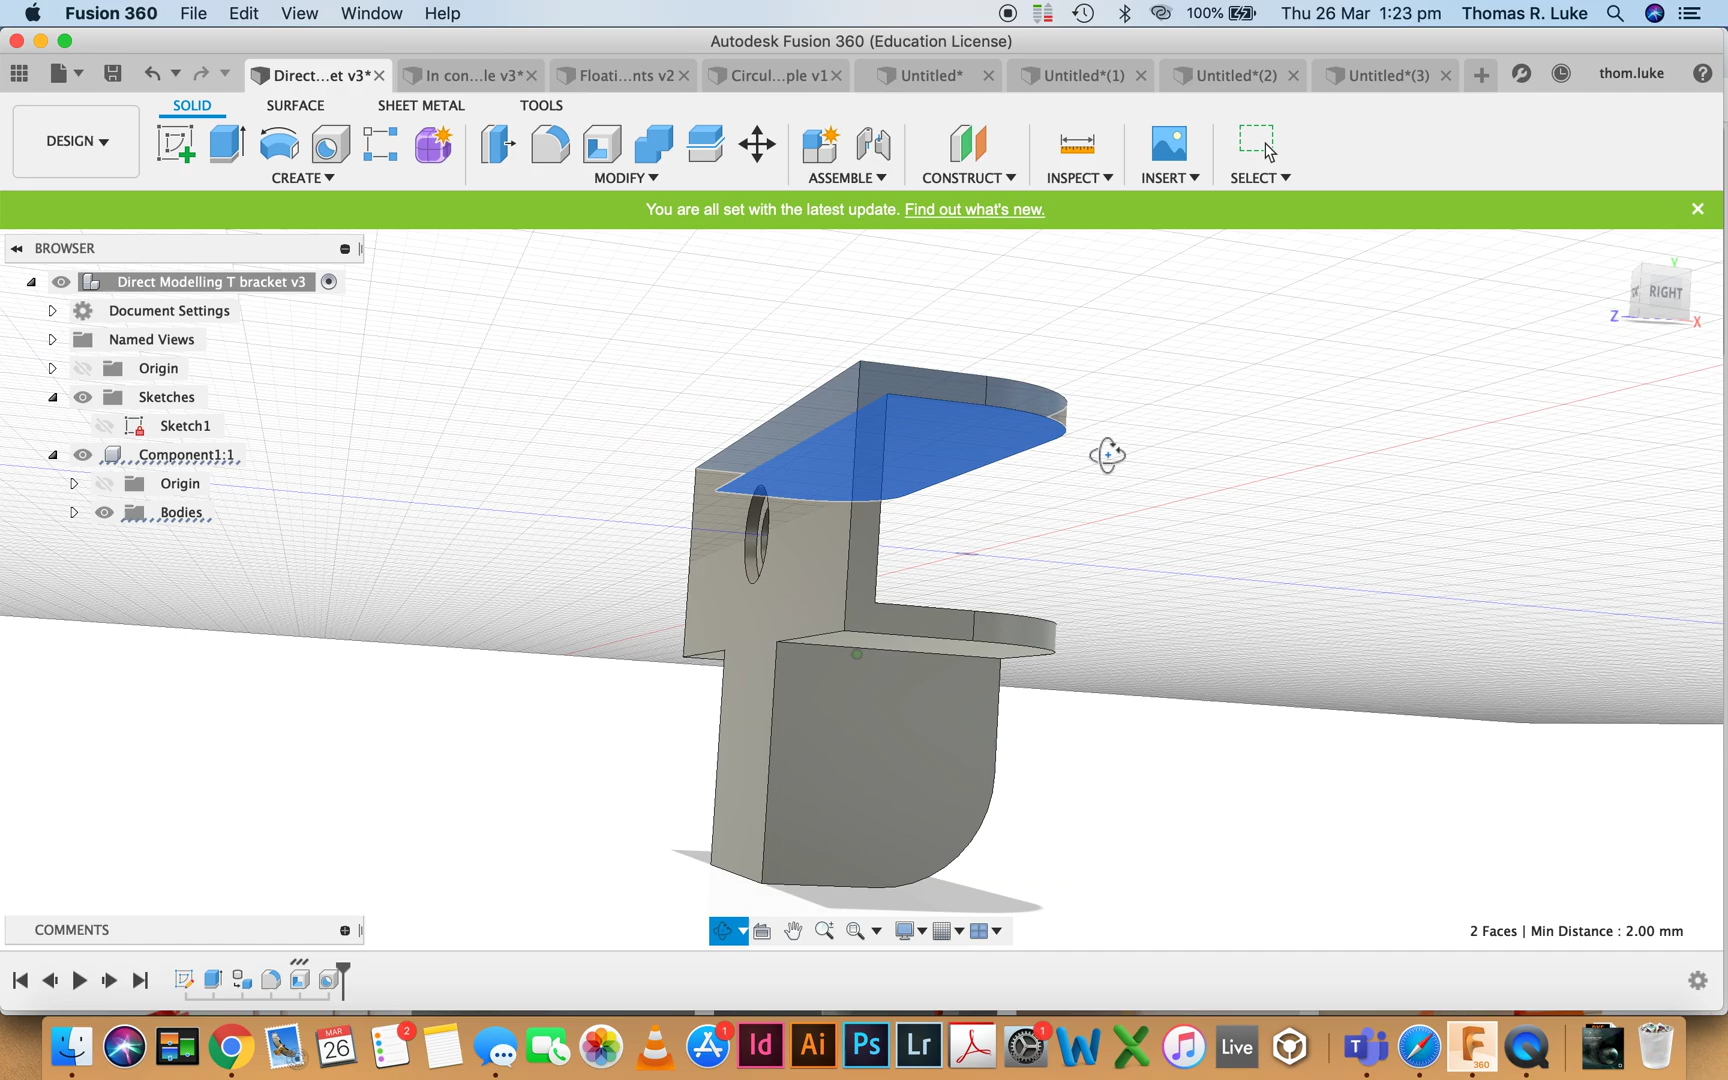 Fusion 360 File Edit View Window Help 100% Thu 26 Mar 1:23 pm Thomas R. Luke
Autodesk Fusion 360 (Education License)
Direct...et v3* In con...le v3* Floati...nts v2 Circul...ple v1 Untitled* Untitled*(1) Untitled*(2) Untitled*(3) thom.luke
SOLID SURFACE SHEET METAL TOOLS
DESIGN
CREATE MODIFY ASSEMBLE CONSTRUCT INSPECT INSERT SELECT
You are all set with the latest update. Find out what's new.
BROWSER
Direct Modelling T bracket v3
Document Settings
Named Views
Origin
Sketches
Sketch1
Component1:1
Origin
Bodies
Y
RIGHT
Z
X
COMMENTS
2 Faces | Min Distance : 2.00 mm
2
1
1
MAR
26
Id
Ai
Ps
Lr
W
X
Live
T
F
360